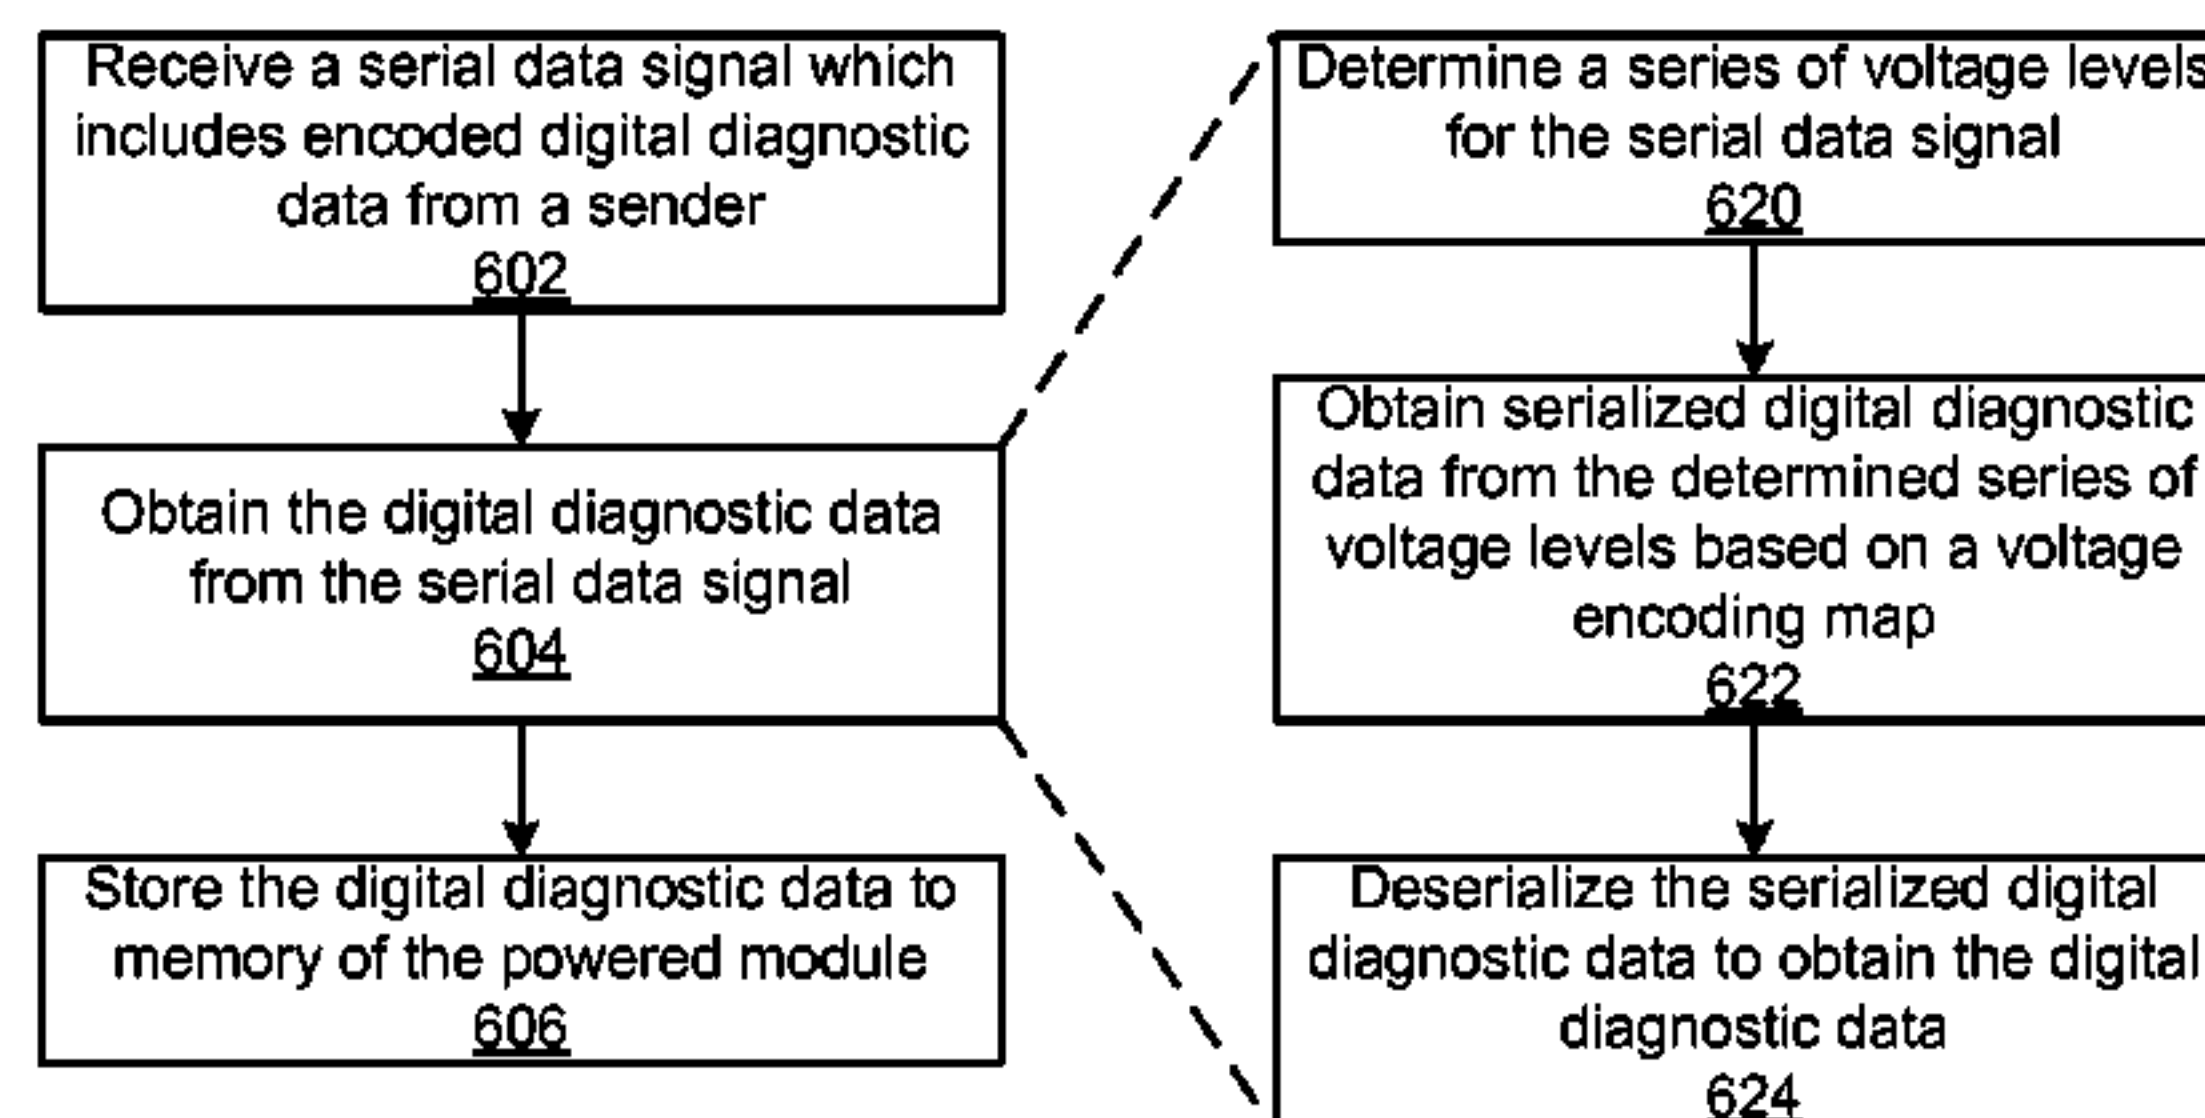 Receive a serial data signal which
includes encoded digital diagnostic
data from a sender
602
Obtain the digital diagnostic data
from the serial data signal
604
Store the digital diagnostic data to
memory of the powered module
606
Determine a series of voltage levels
for the serial data signal
620
Obtain serialized digital diagnostic
data from the determined series of
voltage levels based on a voltage
encoding map
622
Deserialize the serialized digital
diagnostic data to obtain the digital
diagnostic data
624